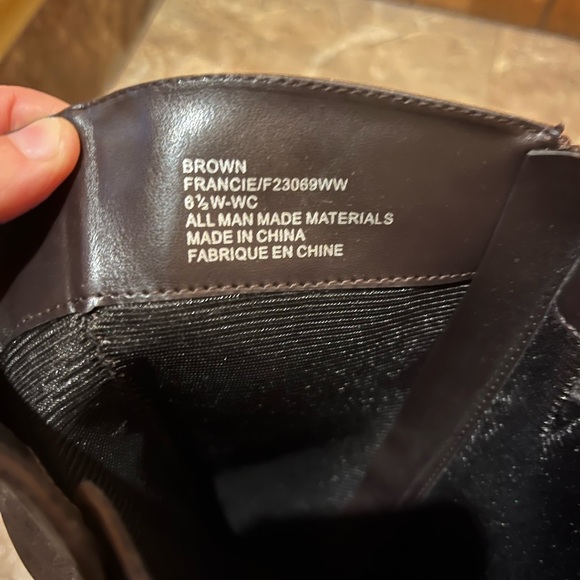 BROWN
FRANCIE/F23069WW
6½W-WC
ALL MAN MADE MATERIALS
MADE IN CHINA
FABRIQUE EN CHINE